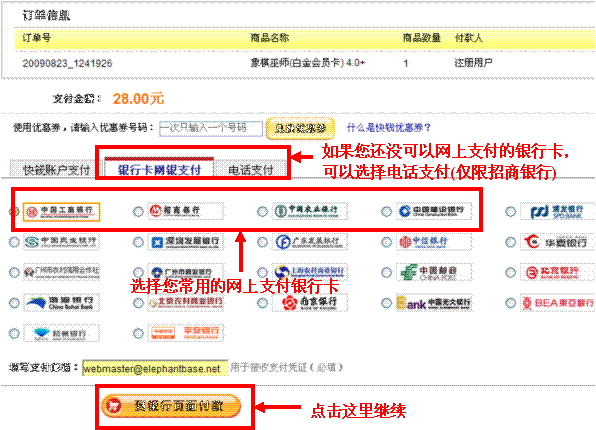 订单信息
订单号 商品名称 商品数量 付款人
20090823_1241926 象棋巫师(白金会员卡) 4.0+ 1 注册用户
支付金额： 28.00元
使用优惠券，请输入优惠券号码： 一次只输入一个号码 使用优惠券 什么是快钱优惠券？
如果您还没可以网上支付的银行卡，
可以选择电话支付(仅限招商银行)
快钱账户支付 银行卡网银支付 电话支付
中国工商银行 招商银行 中国农业银行 中国建设银行 China Construction Bank 浦发银行 SPD BANK
中国民业银行 深圳发展银行 广东发展银行 中信银行 华夏银行
广州市农村信用合作社 广州市商业银行 上海农村商业银行 中国邮政 CHINA POST 北京银行
选择您常用的网上支付银行卡
渤海银行 China Bohai Bank 北京农村商业银行 南京银行 Bank 中国光大银行 BEA東亞銀行
杭州银行 平安银行
填写支付邮箱： webmaster@elephantbase.net 用于接收支付凭证（必填）
到银行页面付款
点击这里继续